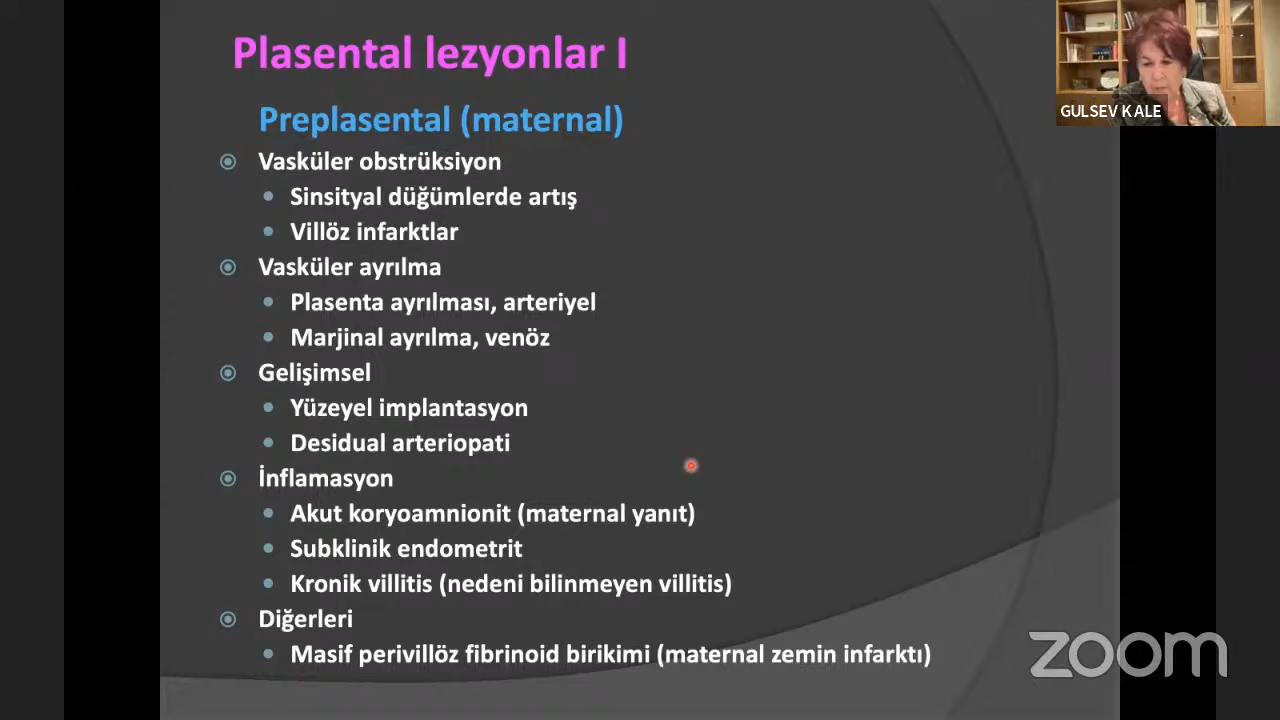 Plasental lezyonlar I
GULSEV KALE
Preplasental (maternal)
Vasküler obstrüksiyon
Sinsityal düğümlerde artış
Villöz infarktlar
Vasküler ayrılma
Plasenta ayrılması, arteriyel
Marjinal ayrılma, venöz
Gelişimsel
Yüzeyel implantasyon
Desidual arteriopati
İnflamasyon
Akut koryoamnionit (maternal yanıt)
Subklinik endometrit
Kronik villitis (nedeni bilinmeyen villitis)
Diğerleri
Masif perivillöz fibrinoid birikimi (maternal zemin infarktı)
zoom